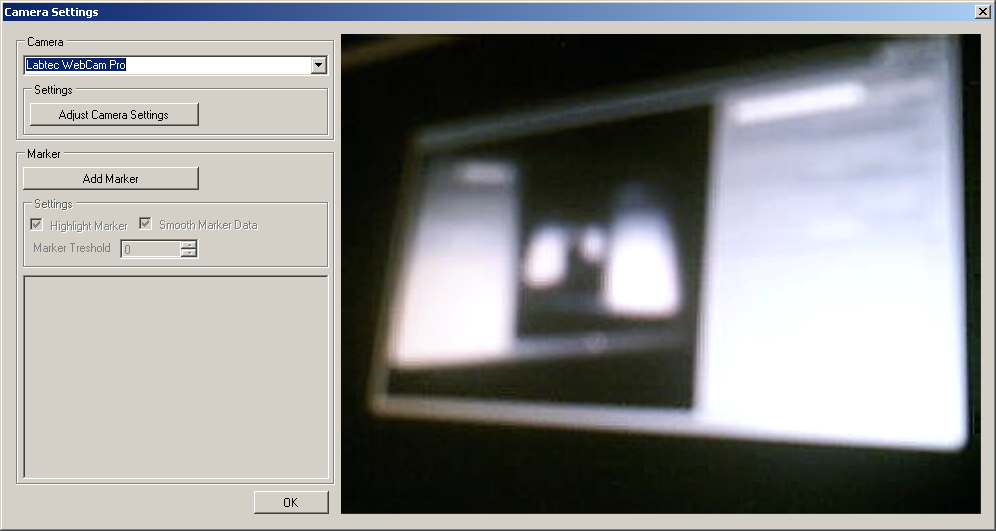 Camera Settings
Camera
Labtec WebCam Pro
Settings
Adjust Camera Settings
Marker
Add Marker
Settings
Highlight Marker Smooth Marker Data
Marker Treshold 0
OK